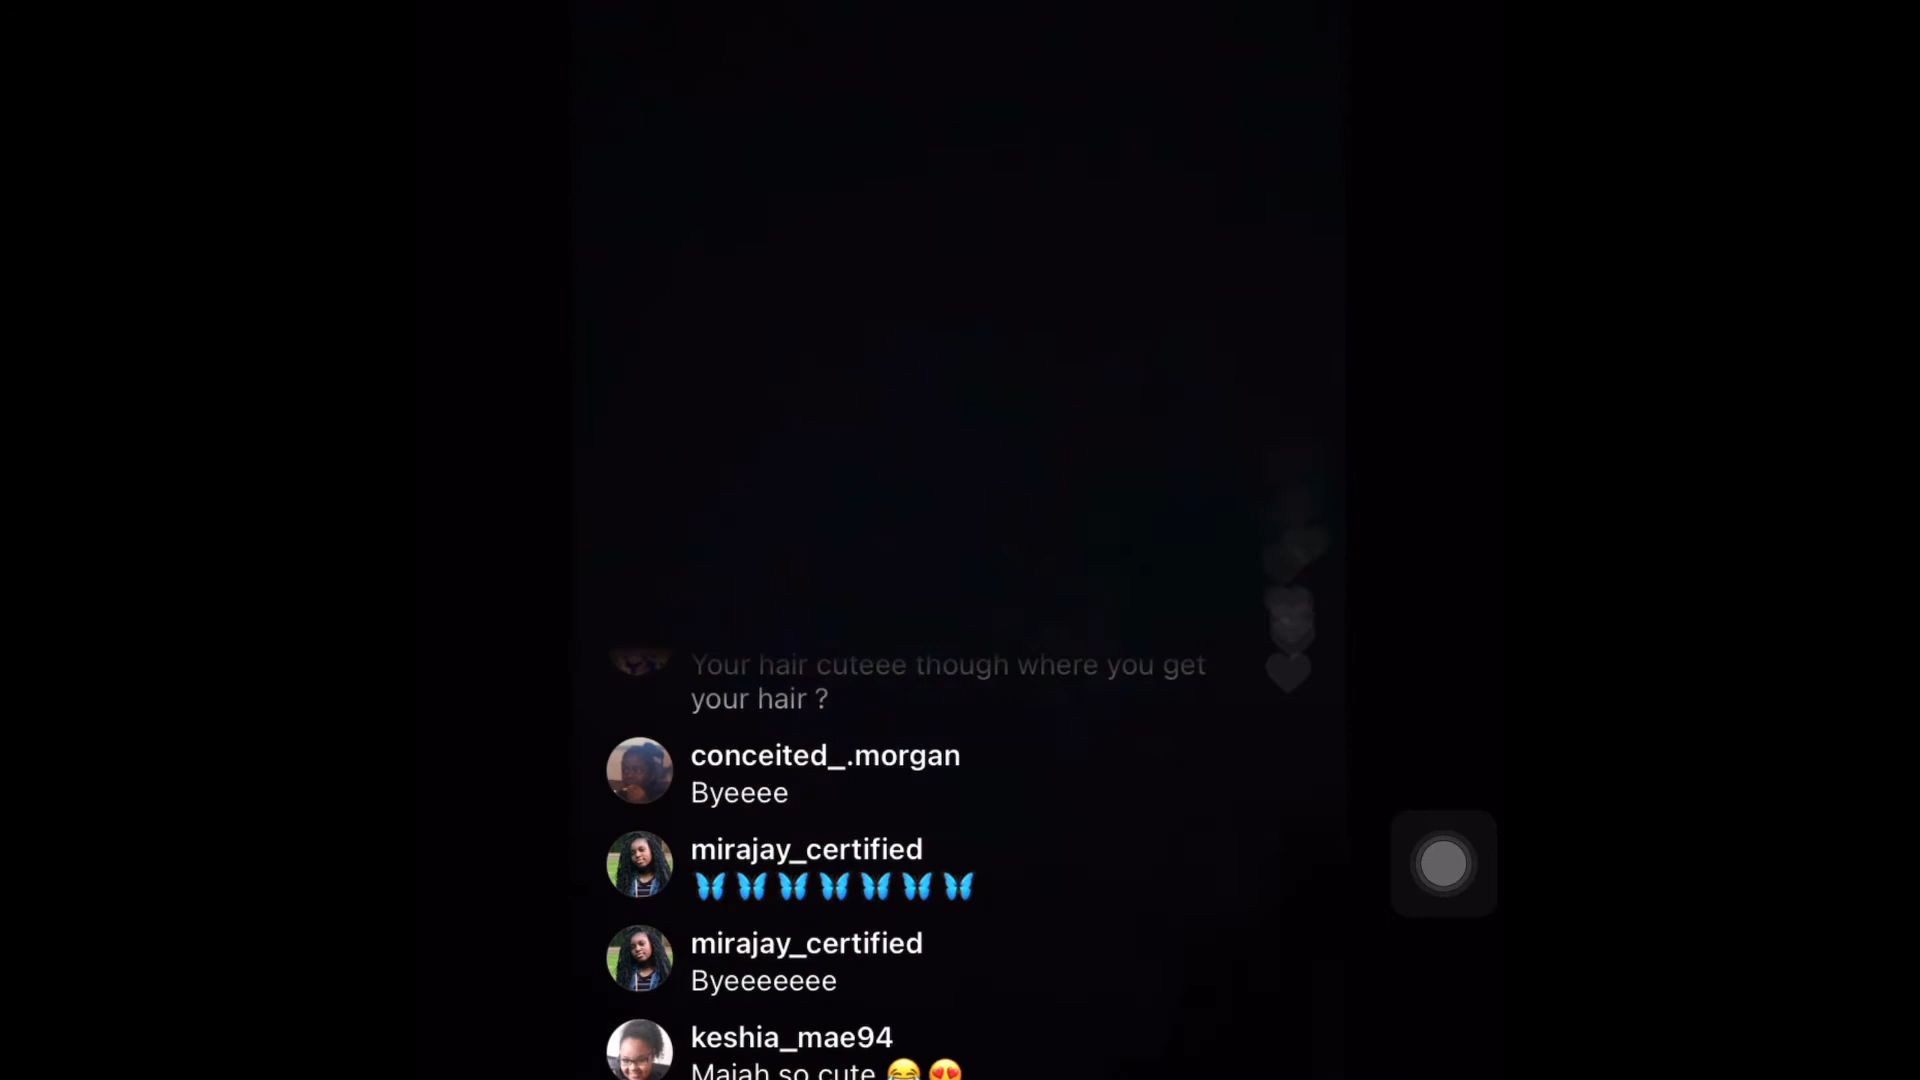 Your hair cuteee though where you get
your hair ?
conceited_.morgan
Byeeee
mirajay_certified
🦋🦋🦋🦋🦋🦋🦋
mirajay_certified
Byeeeeeee
keshia_mae94
Maiah so cute 😂😍